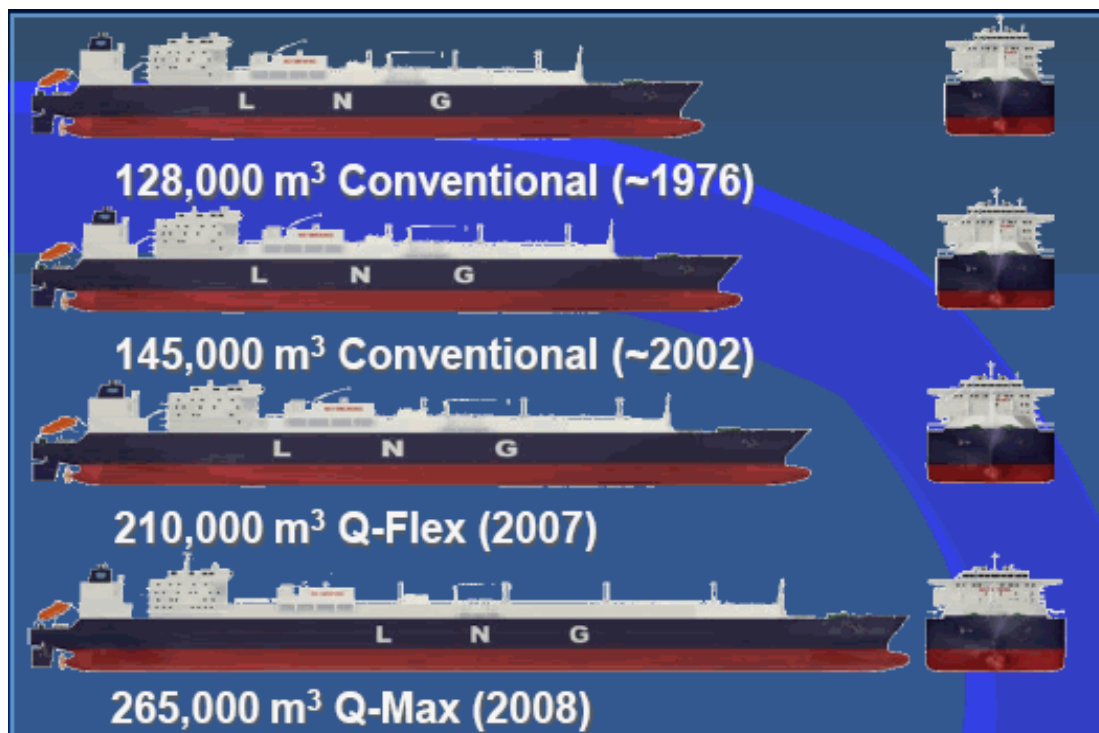 L N G
128,000 m³ Conventional (~1976)
L N G
145,000 m³ Conventional (~2002)
L N G
210,000 m³ Q-Flex (2007)
L N G
265,000 m³ Q-Max (2008)